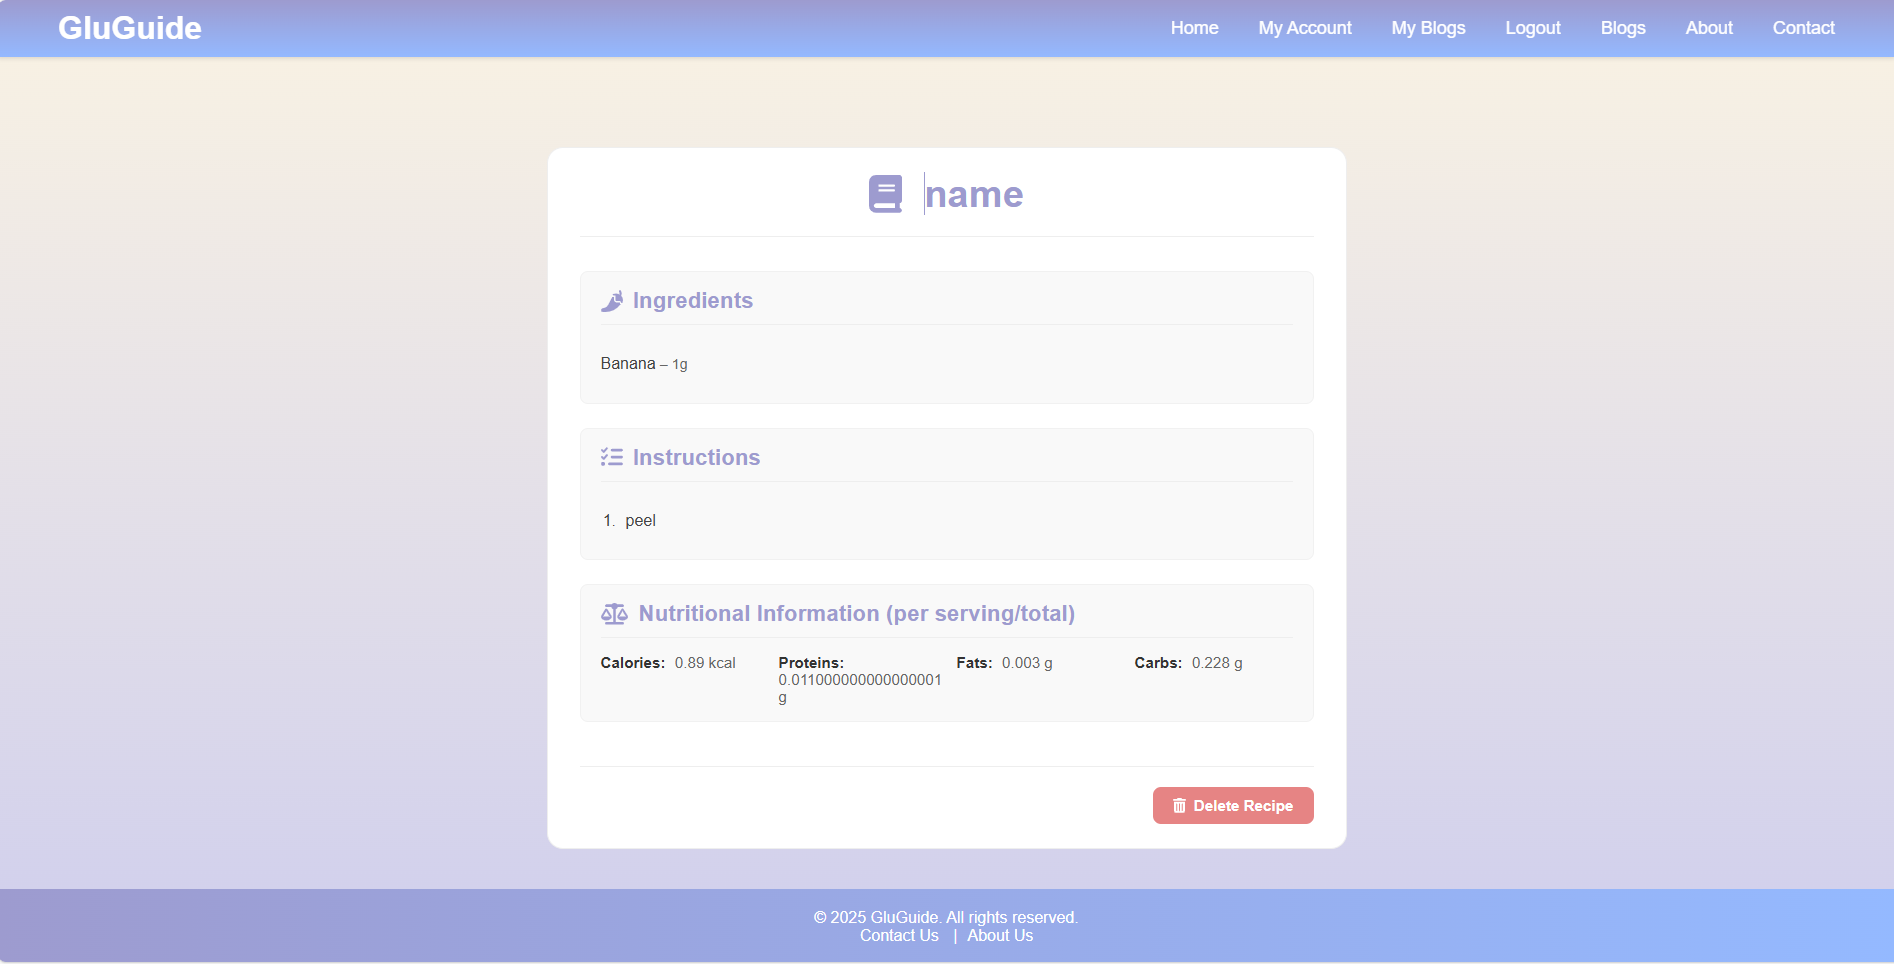 GluGuide
Home My Account My Blogs Logout Blogs About Contact
name
Ingredients
Banana – 1g
Instructions
1. peel
Nutritional Information (per serving/total)
Calories: 0.89 kcal
Proteins:
0.011000000000000001
g
Fats: 0.003 g
Carbs: 0.228 g
Delete Recipe
© 2025 GluGuide. All rights reserved.
Contact Us | About Us